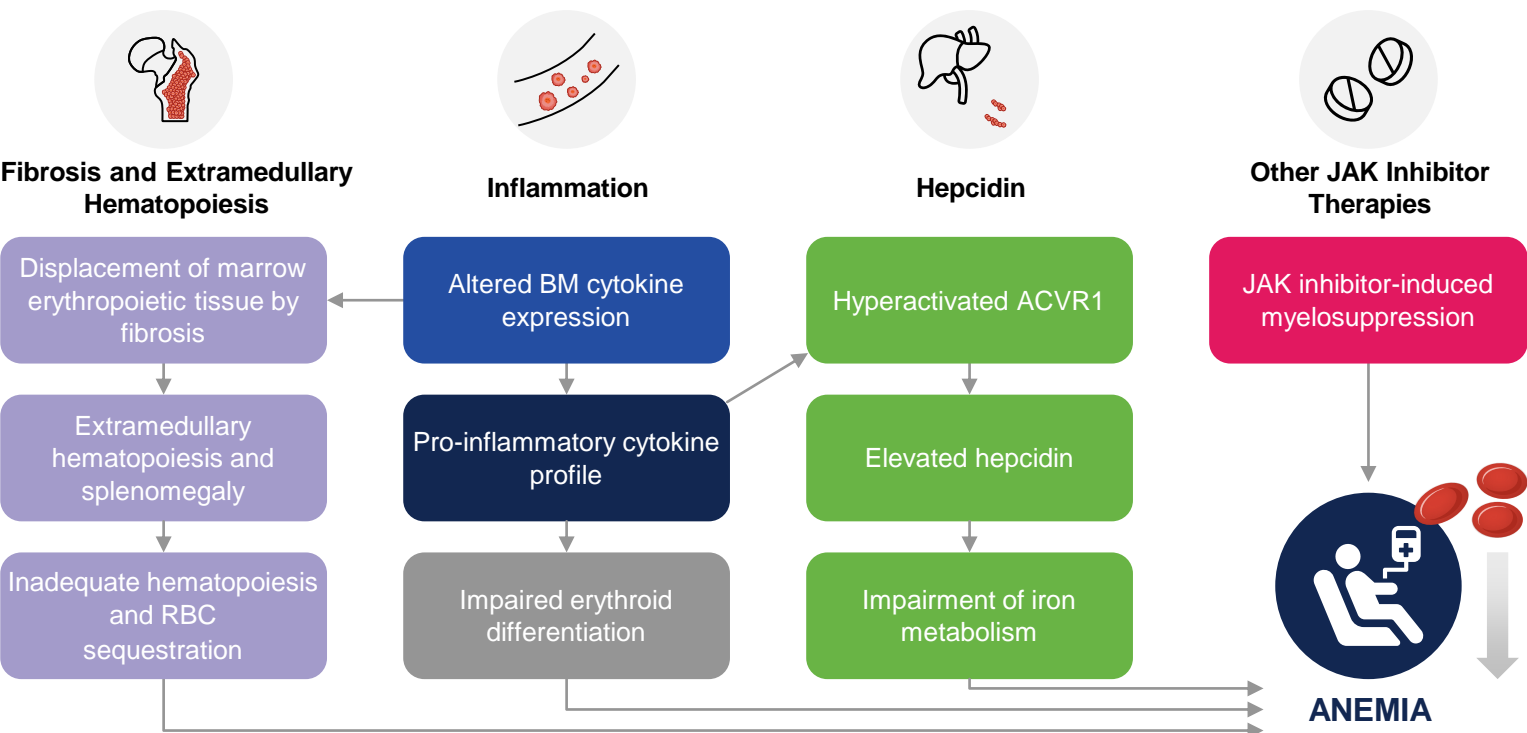 Fibrosis and Extramedullary
Hematopoiesis
Inflammation
Hepcidin
Other JAK Inhibitor
Therapies
Displacement of marrow
erythropoietic tissue by
fibrosis
Altered BM cytokine
expression
Hyperactivated ACVR1
JAK inhibitor-induced
myelosuppression
Extramedullary
hematopoiesis and
splenomegaly
Pro-inflammatory cytokine
profile
Elevated hepcidin
Inadequate hematopoiesis
and RBC
sequestration
Impaired erythroid
differentiation
Impairment of iron
metabolism
ANEMIA